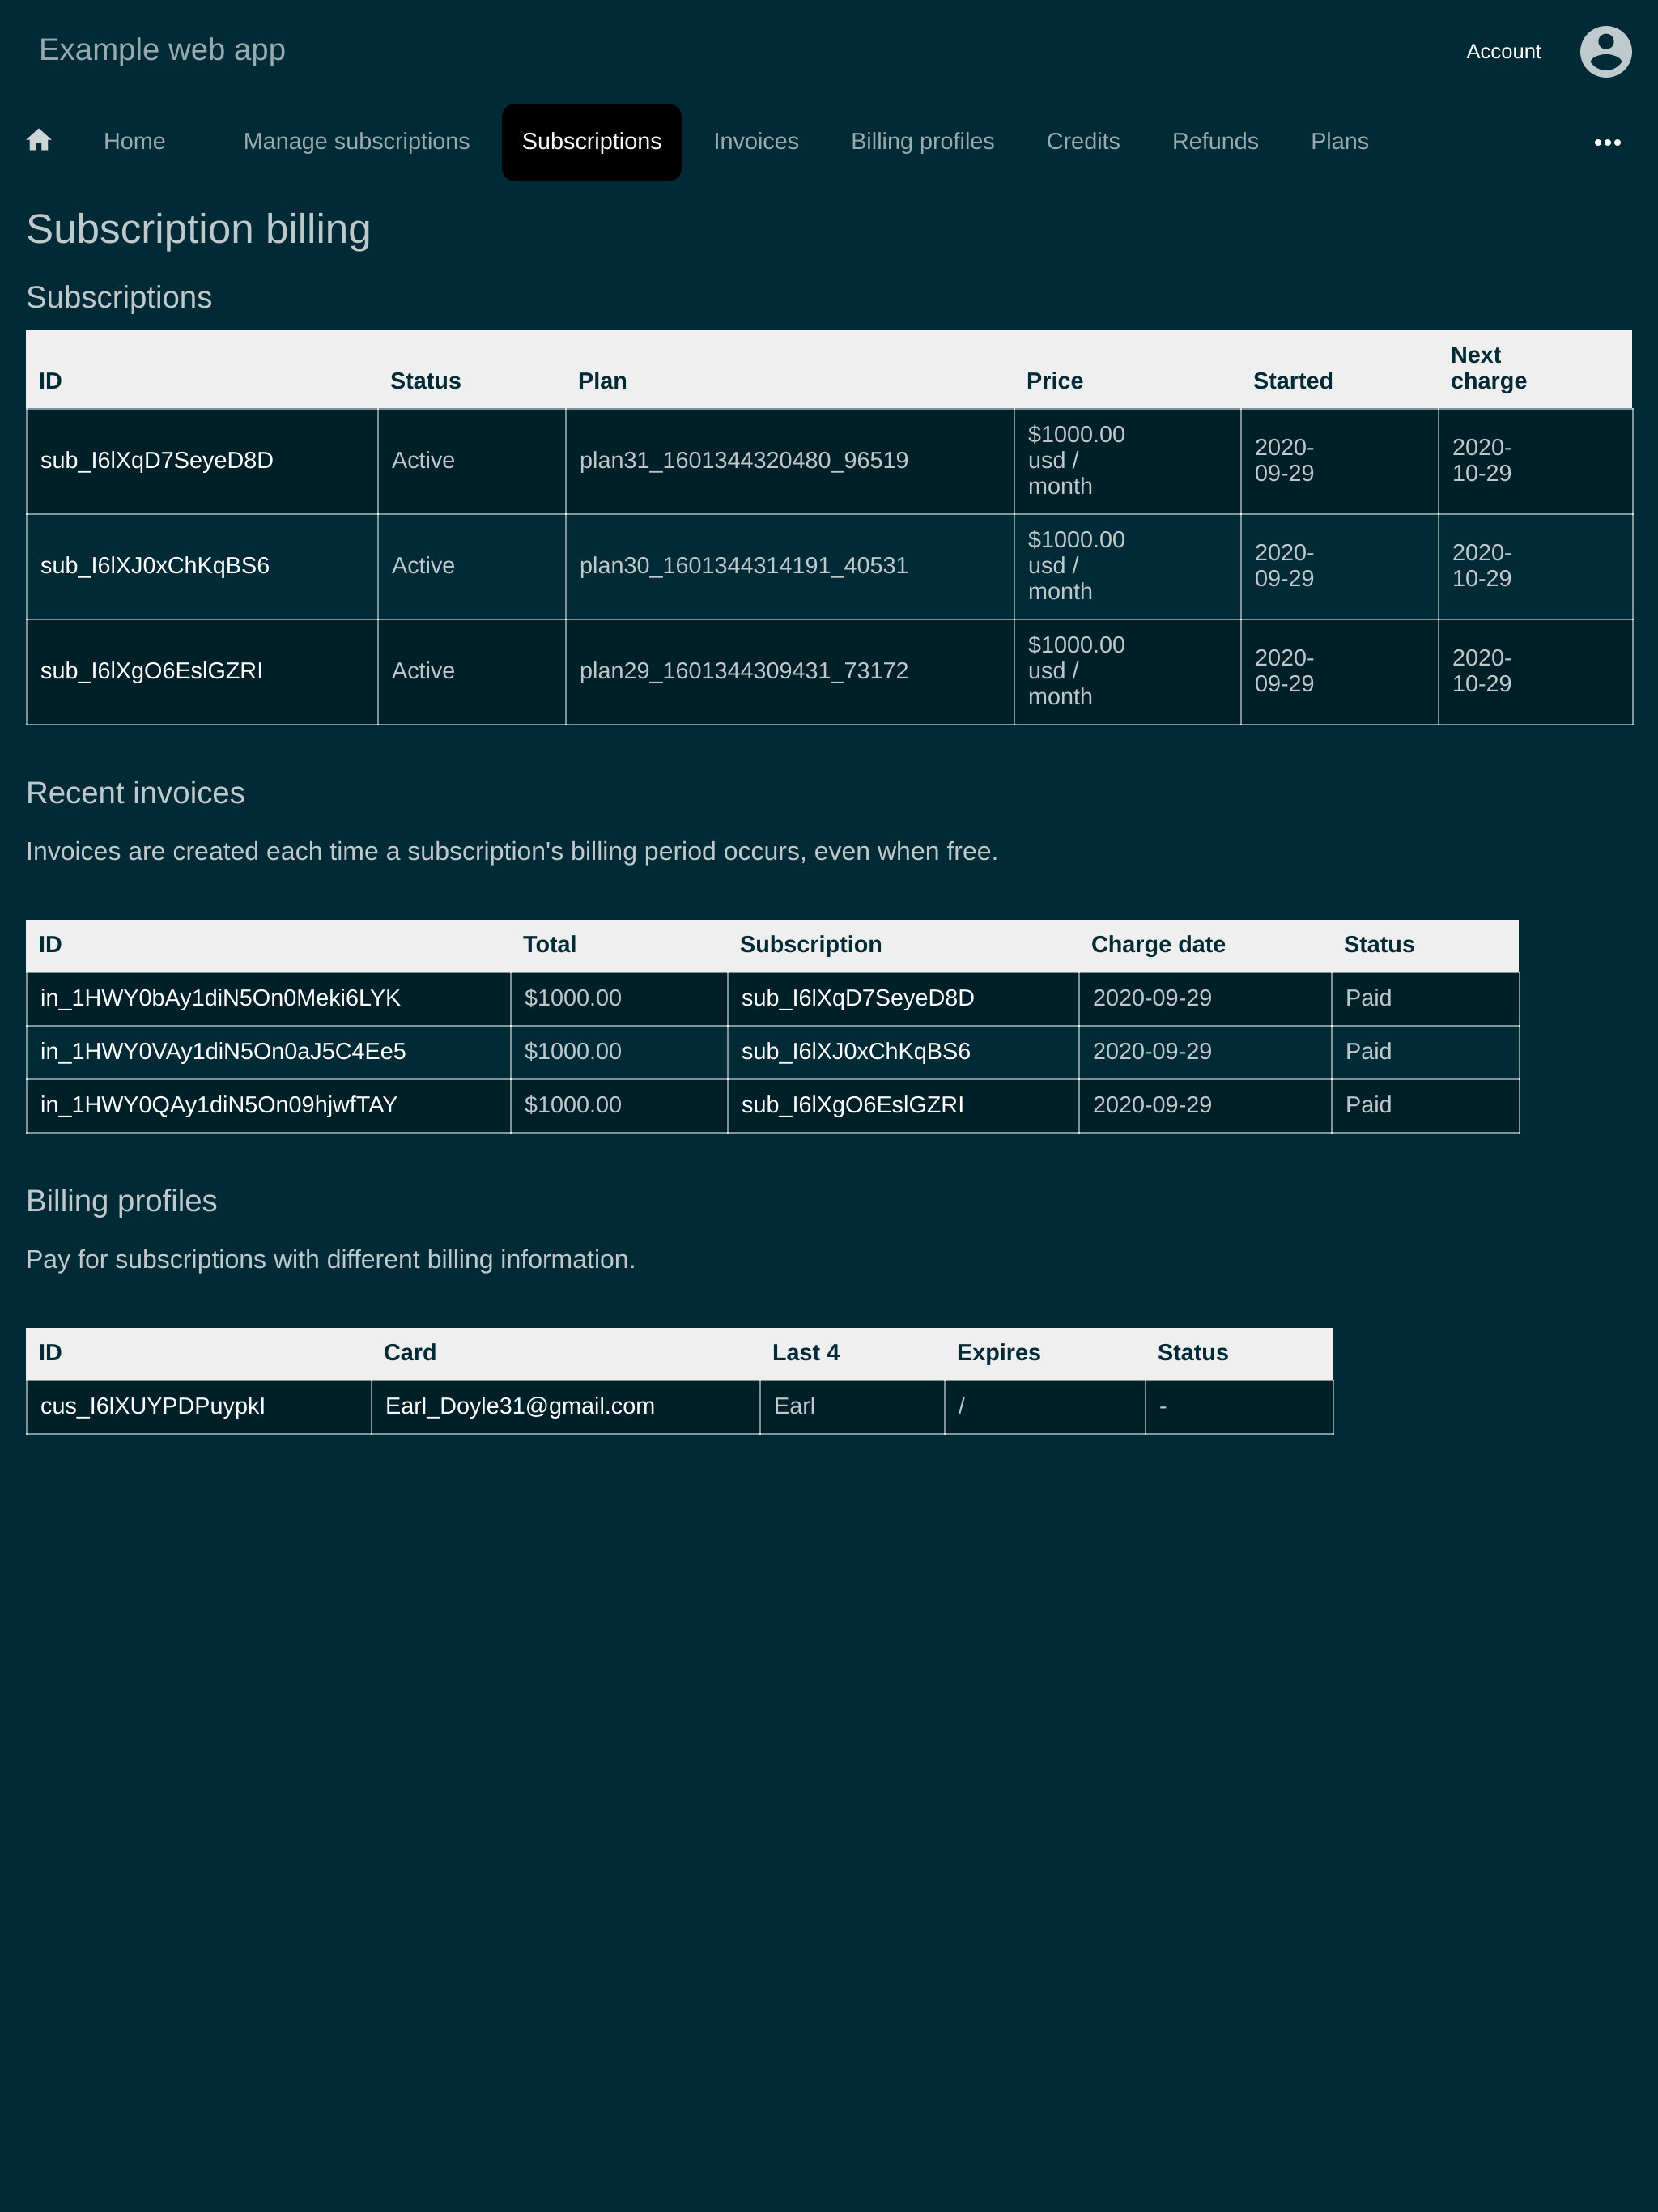 Example web app
Account
Home Manage subscriptions Subscriptions Invoices Billing profiles Credits Refunds Plans
Subscription billing
Subscriptions
ID Status Plan Price Started Next charge
sub_I6lXqD7SeyeD8D Active plan31_1601344320480_96519 $1000.00 usd / month 2020-09-29 2020-10-29
sub_I6lXJ0xChKqBS6 Active plan30_1601344314191_40531 $1000.00 usd / month 2020-09-29 2020-10-29
sub_I6lXgO6EslGZRI Active plan29_1601344309431_73172 $1000.00 usd / month 2020-09-29 2020-10-29
Recent invoices
Invoices are created each time a subscription's billing period occurs, even when free.
ID Total Subscription Charge date Status
in_1HWY0bAy1diN5On0Meki6LYK $1000.00 sub_I6lXqD7SeyeD8D 2020-09-29 Paid
in_1HWY0VAy1diN5On0aJ5C4Ee5 $1000.00 sub_I6lXJ0xChKqBS6 2020-09-29 Paid
in_1HWY0QAy1diN5On09hjwfTAY $1000.00 sub_I6lXgO6EslGZRI 2020-09-29 Paid
Billing profiles
Pay for subscriptions with different billing information.
ID Card Last 4 Expires Status
cus_I6lXUYPDPuypkI Earl_Doyle31@gmail.com Earl / -